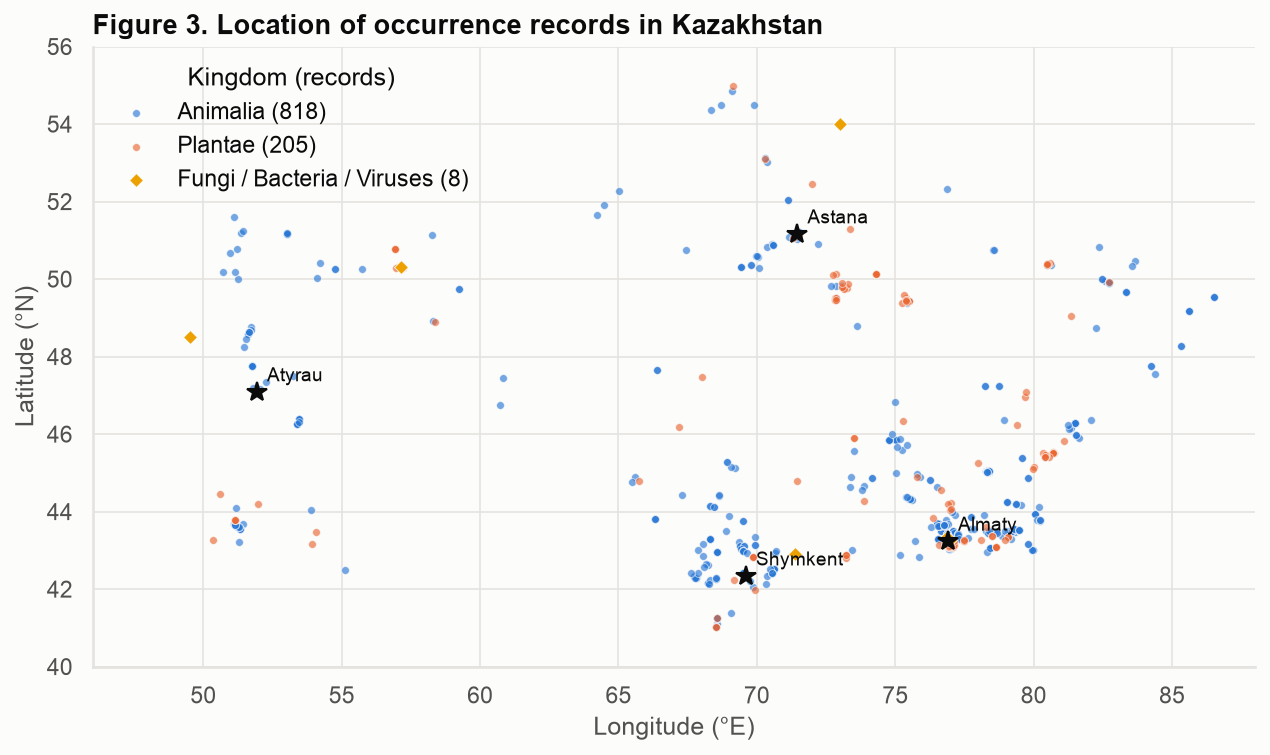 Figure 3. Location of occurrence records in Kazakhstan
56
54
52
50
48
46
44
42
40
Latitude (°N)
Kingdom (records)
Animalia (818)
Plantae (205)
Fungi / Bacteria / Viruses (8)
Astana
Atyrau
Almaty
Shymkent
50
55
60
65
70
75
80
85
Longitude (°E)